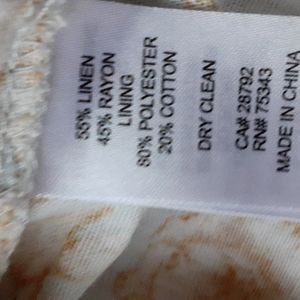 55% LINEN
45% RAYON
LINING
80% POLYESTER
20% COTTON
DRY CLEAN
CA# 28792
RN# 75343
MADE IN CHINA